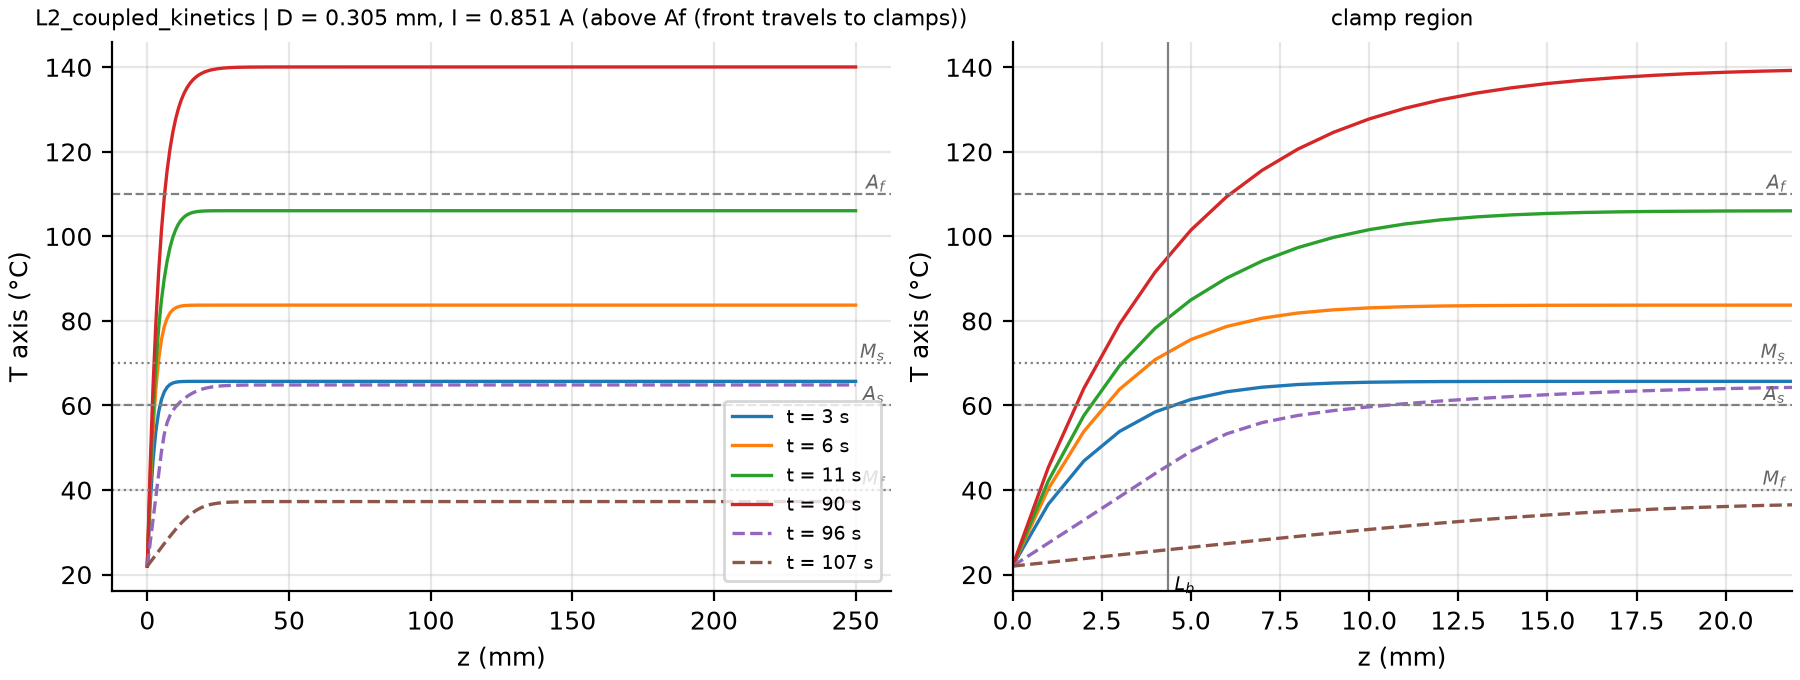 L2_coupled_kinetics | D = 0.305 mm, I = 0.851 A (above Af (front travels to clamps))
T axis (°C)
140
120
100
80
60
40
20
A_f
M_s
A_s
M_f
t = 3 s
t = 6 s
t = 11 s
t = 90 s
t = 96 s
t = 107 s
0 50 100 150 200 250
z (mm)
clamp region
T axis (°C)
140
120
100
80
60
40
20
A_f
M_s
A_s
M_f
L_b
0.0 2.5 5.0 7.5 10.0 12.5 15.0 17.5 20.0
z (mm)